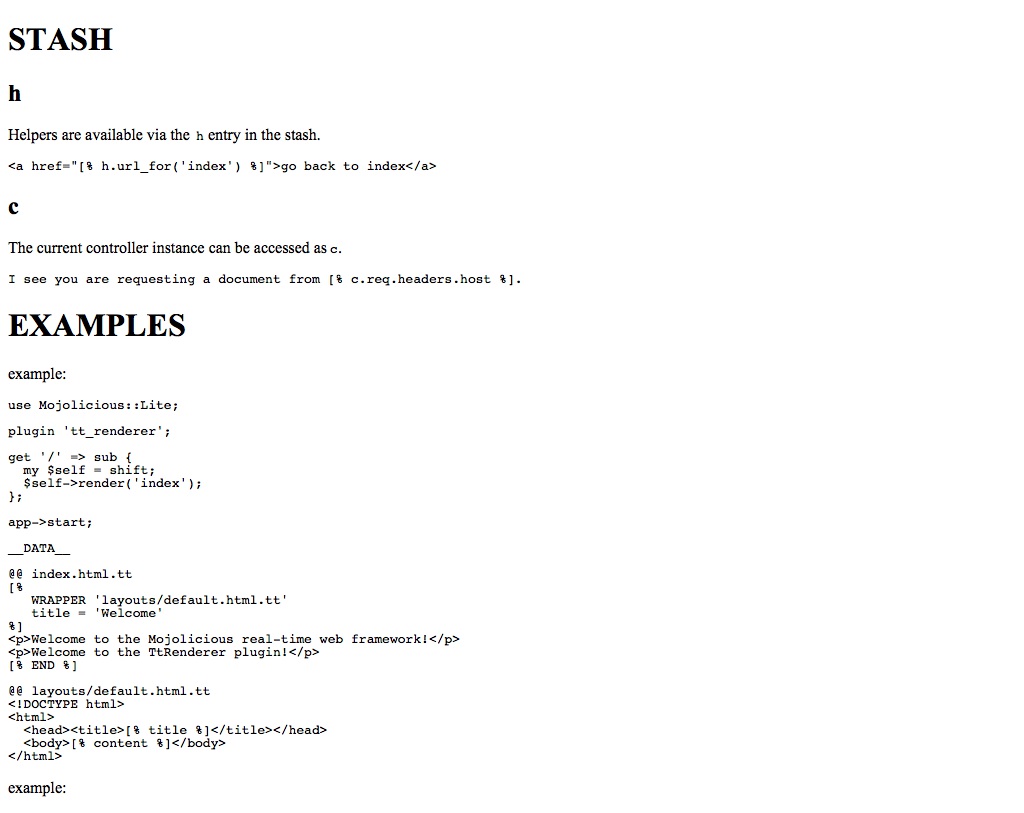 STASH
h
Helpers are available via the h entry in the stash.
<a href="[% h.url_for('index') %]">go back to index</a>
c
The current controller instance can be accessed as c.
I see you are requesting a document from [% c.req.headers.host %].
EXAMPLES
example:
use Mojolicious::Lite;
plugin 'tt_renderer';
get '/' => sub {
  my $self = shift;
  $self->render('index');
};
app->start;
__DATA__
@@ index.html.tt
[%
   WRAPPER 'layouts/default.html.tt'
   title = 'Welcome'
%]
<p>Welcome to the Mojolicious real-time web framework!</p>
<p>Welcome to the TtRenderer plugin!</p>
[% END %]
@@ layouts/default.html.tt
<!DOCTYPE html>
<html>
  <head><title>[% title %]</title></head>
  <body>[% content %]</body>
</html>
example: